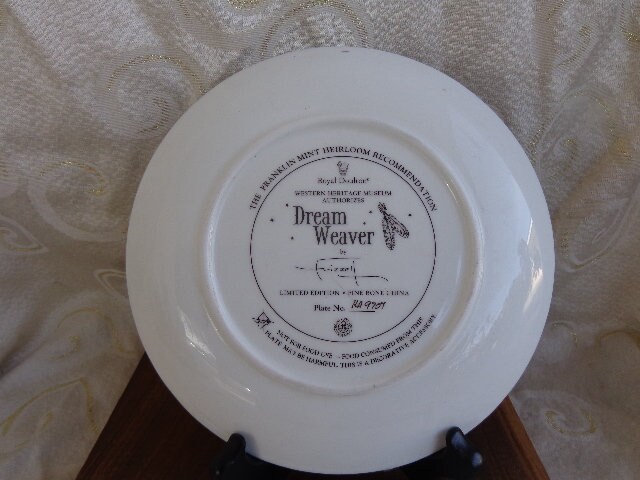 THE FRANKLIN MINT HEIRLOOM RECOMMENDATION
Royal Doulton®
WESTERN HERITAGE MUSEUM
AUTHORIZES
Dream
Weaver
by
LIMITED EDITION • FINE BONE CHINA
Plate No.
NOT FOR FOOD USE - FOOD CONSUMED FROM THIS
PLATE MAY BE HARMFUL. THIS IS A DECORATIVE ACCESSORY.